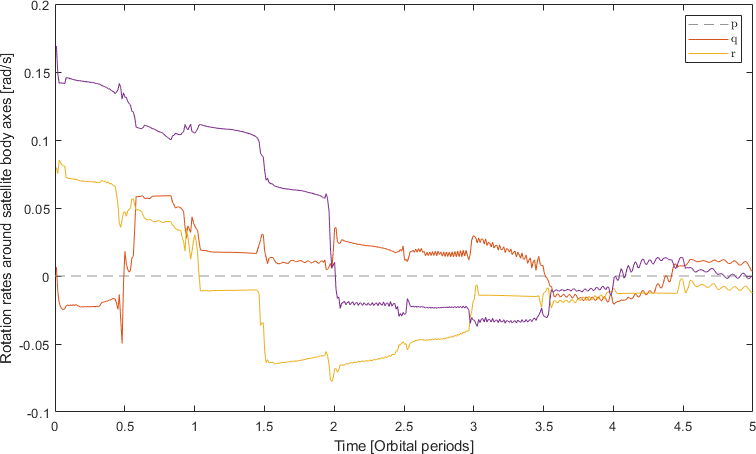 0.2
p
q
r
0.15
0.1
0.05
0
-0.05
-0.1
Rotation rates around satellite body axes [rad/s]
0 0.5 1 1.5 2 2.5 3 3.5 4 4.5 5
Time [Orbital periods]